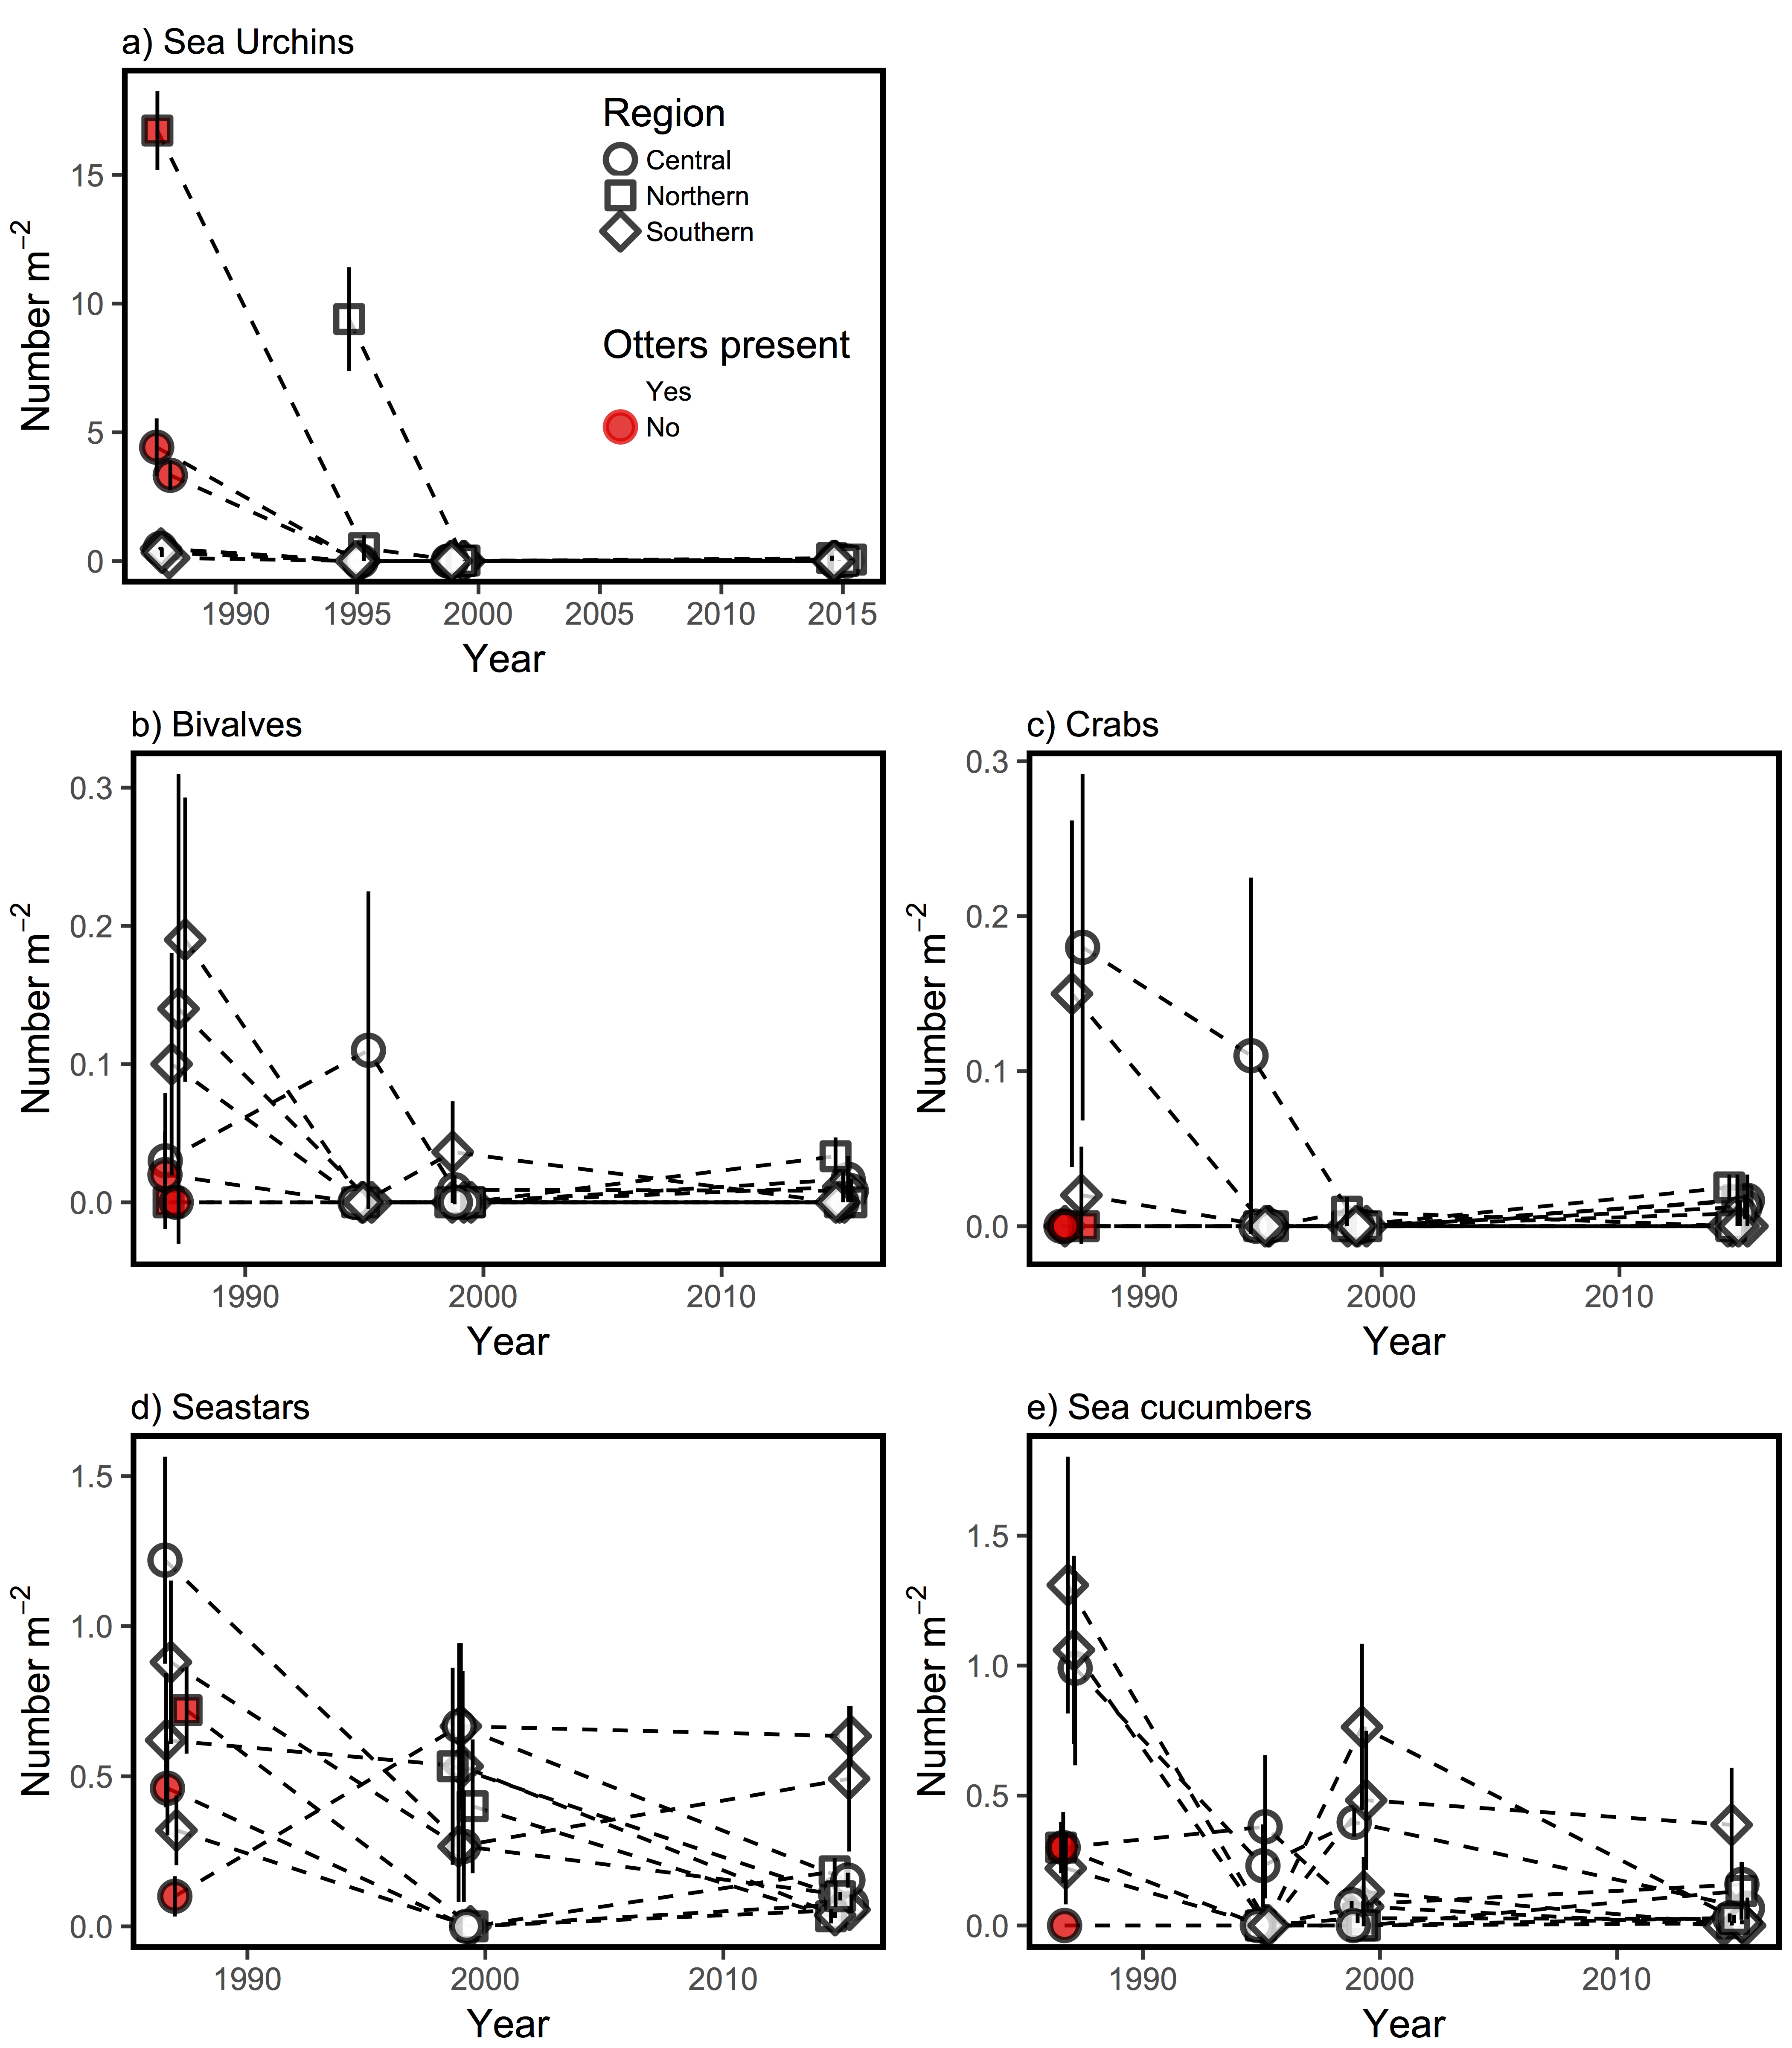 a) Sea Urchins
Number m−2
15
10
5
0
1990 1995 2000 2005 2010 2015
Year
Region
Central
Northern
Southern
Otters present
Yes
No
b) Bivalves
Number m−2
0.3
0.2
0.1
0.0
1990 2000 2010
Year
c) Crabs
Number m−2
0.3
0.2
0.1
0.0
1990 2000 2010
Year
d) Seastars
Number m−2
1.5
1.0
0.5
0.0
1990 2000 2010
Year
e) Sea cucumbers
Number m−2
1.5
1.0
0.5
0.0
1990 2000 2010
Year